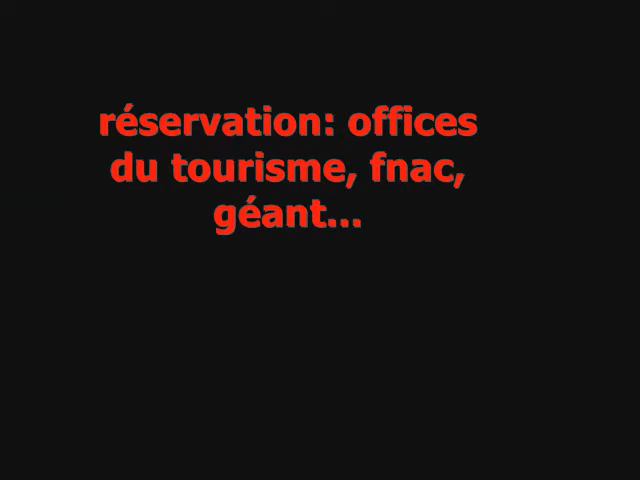 réservation: offices
du tourisme, fnac,
géant...